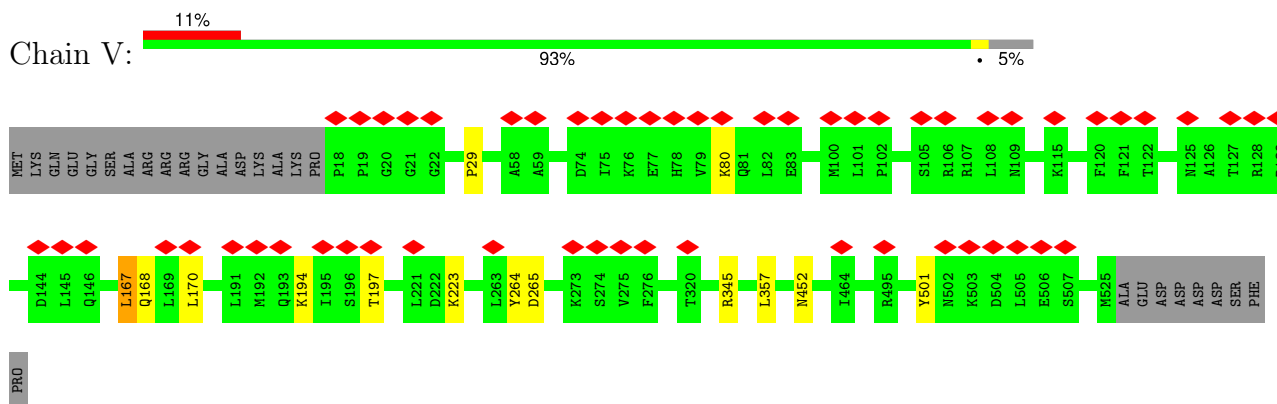 11%
Chain V:
93% • 5%
MET LYS GLN GLU GLY SER ALA ARG ARG ARG GLY ALA ASP LYS ALA LYS PRO P18 P19 G20 G21 G22 P29 A58 A59 D74 I75 K76 E77 H78 V79 K80 Q81 L82 E83 M100 L101 P102 S105 R106 R107 L108 N109 K115 F120 F121 T122 N125 A126 T127 R128
D144 L145 Q146 L167 Q168 L169 L170 L191 M192 Q193 K194 I195 S196 T197 L221 D222 K223 L263 Y264 D265 K273 S274 V275 F276 T320 R345 L357 N452 I464 R495 Y501 N502 K503 D504 L505 E506 S507 M525 ALA GLU ASP ASP ASP ASP SER PHE
PRO